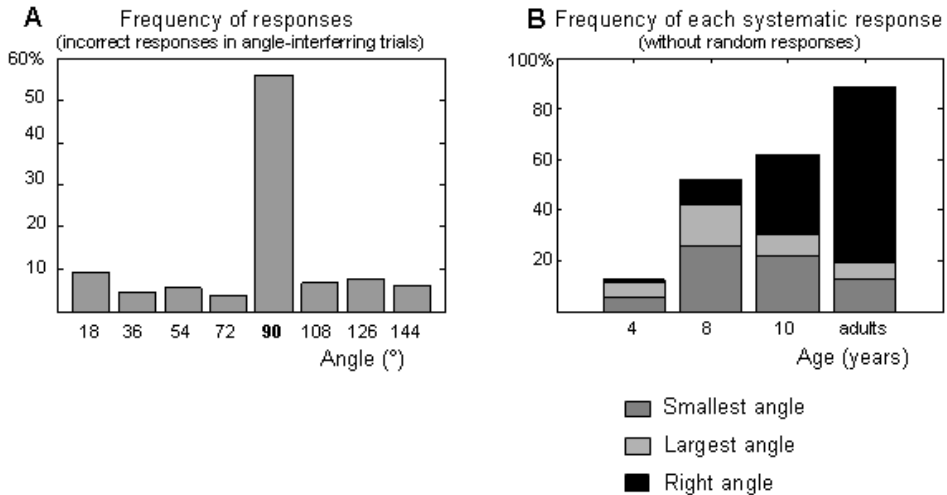 A
Frequency of responses
(incorrect responses in angle-interferring trials)
60%
50
40
30
20
10
18 36 54 72 90 108 126 144
Angle (°)
B Frequency of each systematic response
(without random responses)
100%
80
60
40
20
4 8 10 adults
Age (years)
Smallest angle
Largest angle
Right angle